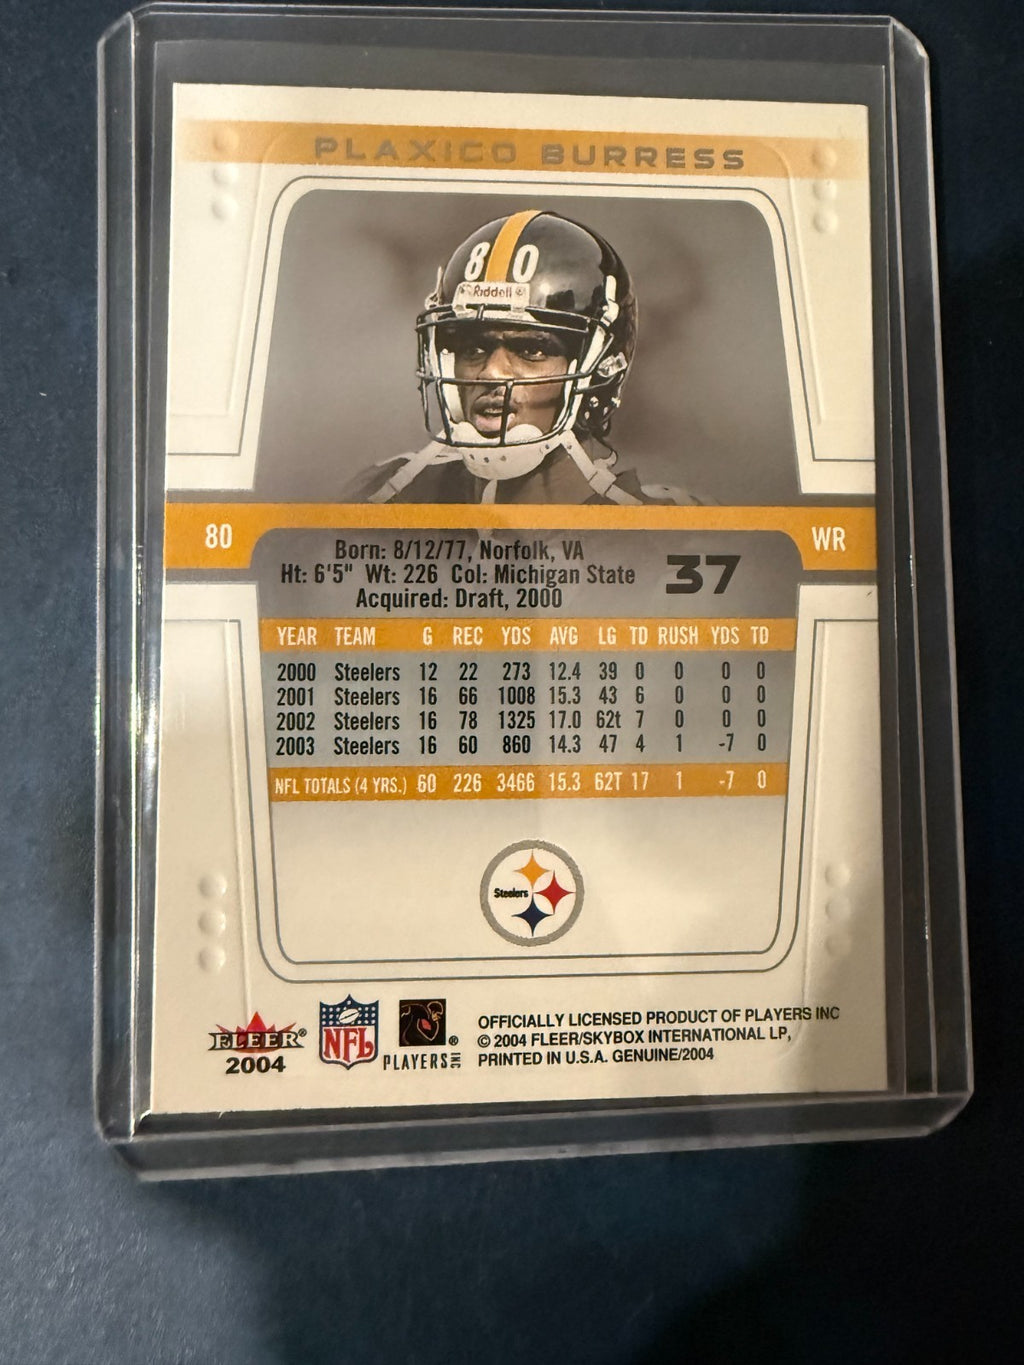 PLAXICO BURRESS
80
Riddell
80
WR
Born: 8/12/77, Norfolk, VA
Ht: 6'5" Wt: 226 Col: Michigan State
Acquired: Draft, 2000
37
YEAR TEAM G REC YDS AVG LG TD RUSH YDS TD
2000 Steelers 12 22 273 12.4 39 0 0 0 0
2001 Steelers 16 66 1008 15.3 43 6 0 0 0
2002 Steelers 16 78 1325 17.0 62t 7 0 0 0
2003 Steelers 16 60 860 14.3 47 4 1 -7 0
NFL TOTALS (4 YRS.) 60 226 3466 15.3 62T 17 1 -7 0
Steelers
FLEER®
2004
NFL
PLAYERS INC ®
OFFICIALLY LICENSED PRODUCT OF PLAYERS INC
© 2004 FLEER/SKYBOX INTERNATIONAL LP,
PRINTED IN U.S.A. GENUINE/2004